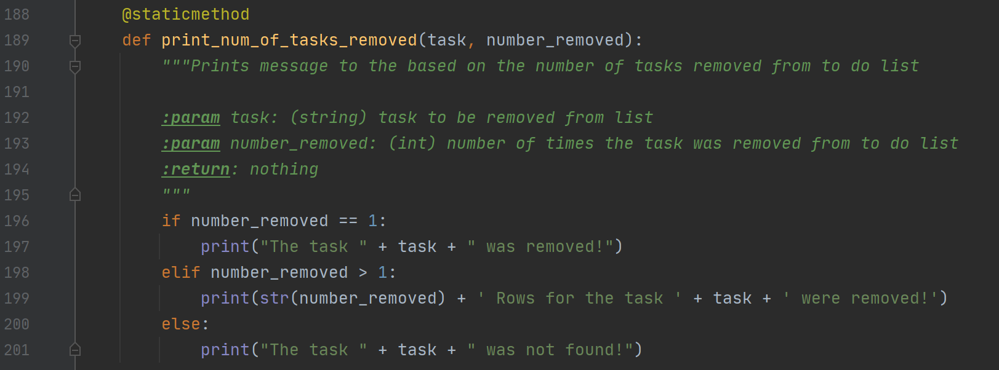 188 @staticmethod
189 def print_num_of_tasks_removed(task, number_removed):
190 """Prints message to the based on the number of tasks removed from to do list
191
192 :param task: (string) task to be removed from list
193 :param number_removed: (int) number of times the task was removed from to do list
194 :return: nothing
195 """
196 if number_removed == 1:
197 print("The task " + task + " was removed!")
198 elif number_removed > 1:
199 print(str(number_removed) + ' Rows for the task ' + task + ' were removed!')
200 else:
201 print("The task " + task + " was not found!")